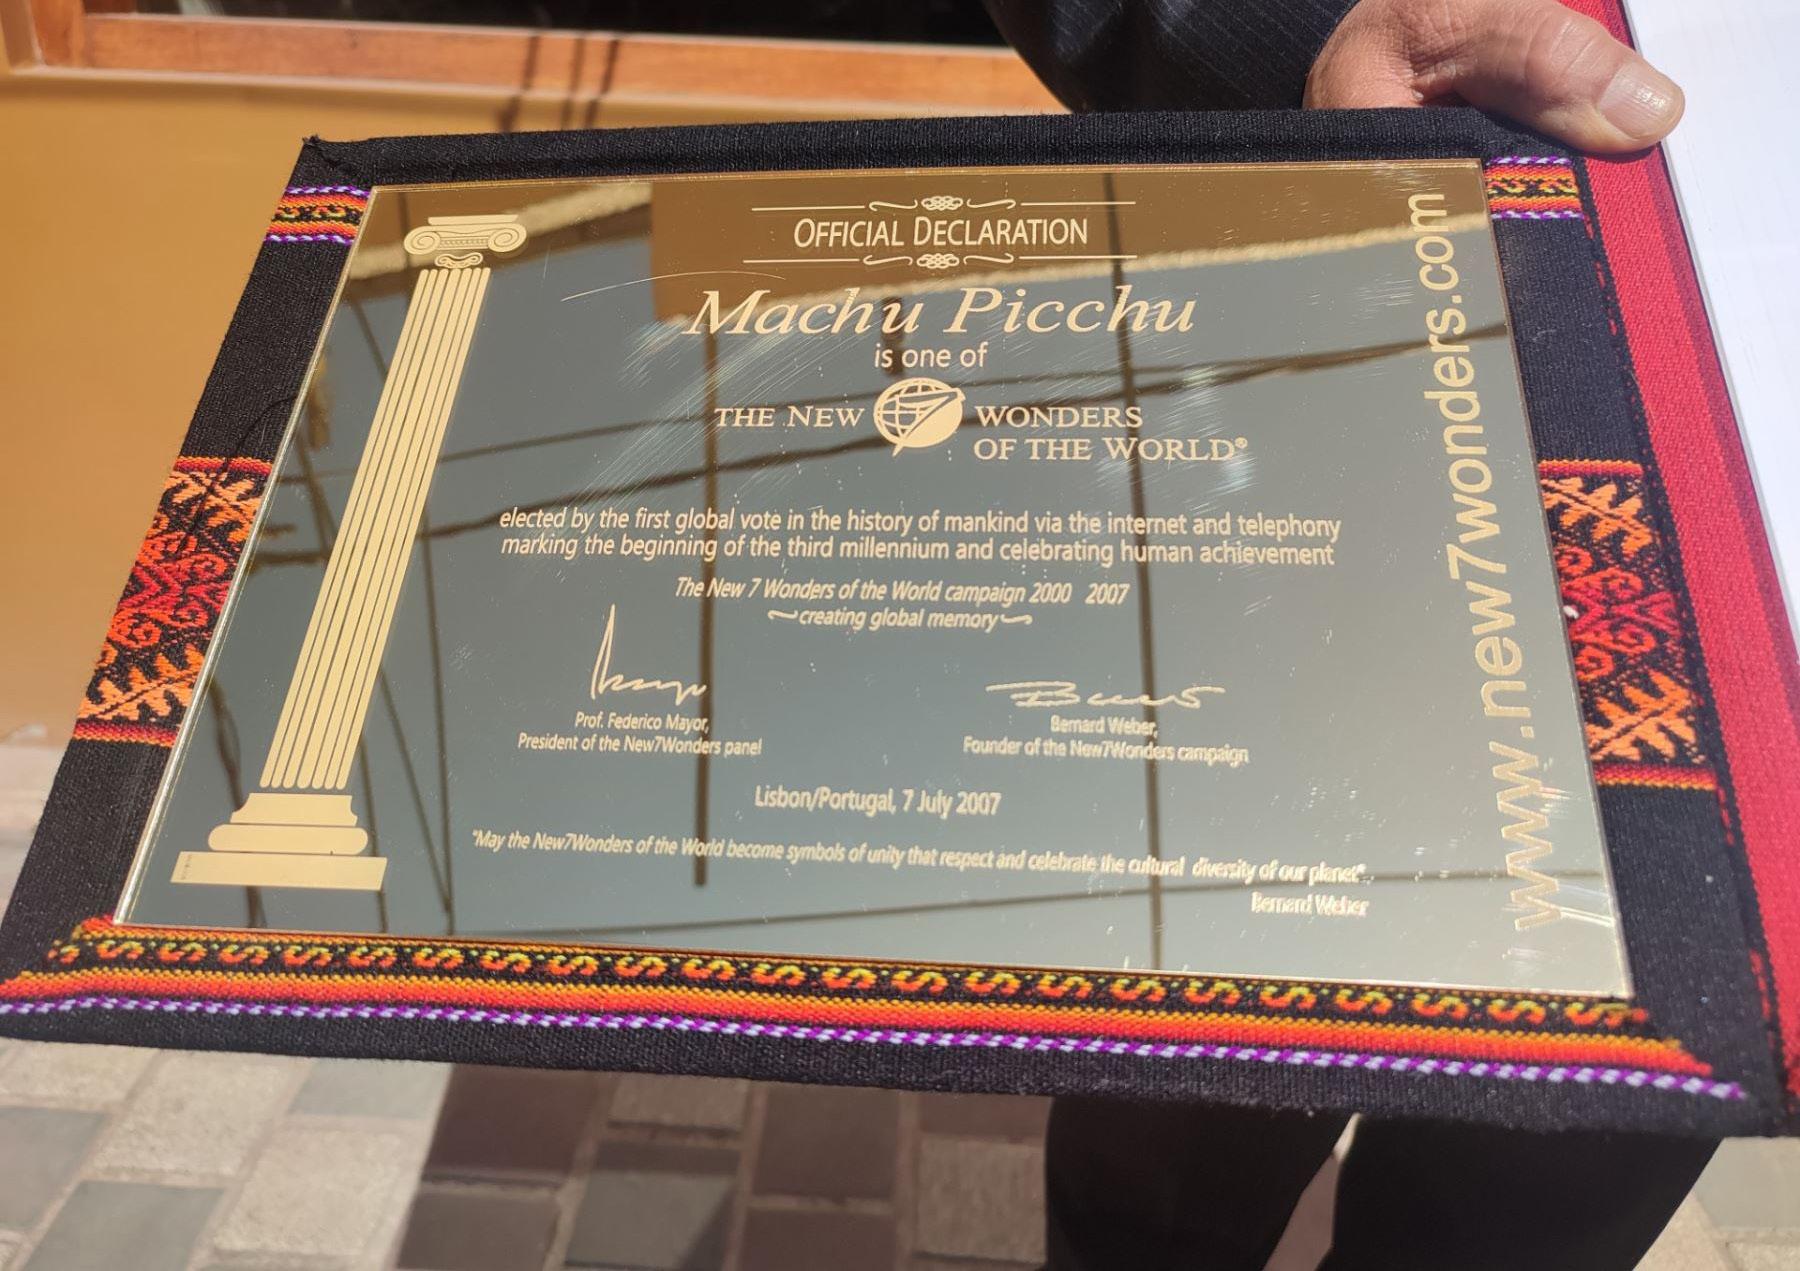 OFFICIAL DECLARATION
Machu Picchu
is one of
THE NEW 7 WONDERS
OF THE WORLD®
elected by the first global vote in the history of mankind via the internet and telephony
marking the beginning of the third millennium and celebrating human achievement
The New 7 Wonders of the World campaign 2000 2007
~creating global memory~
Prof. Federico Mayor,
President of the New7Wonders panel
Bernard Weber,
Founder of the New7Wonders campaign
Lisbon/Portugal, 7 July 2007
"May the New7Wonders of the World become symbols of unity that respect and celebrate the cultural diversity of our planet".
Bernard Weber
www.new7wonders.com